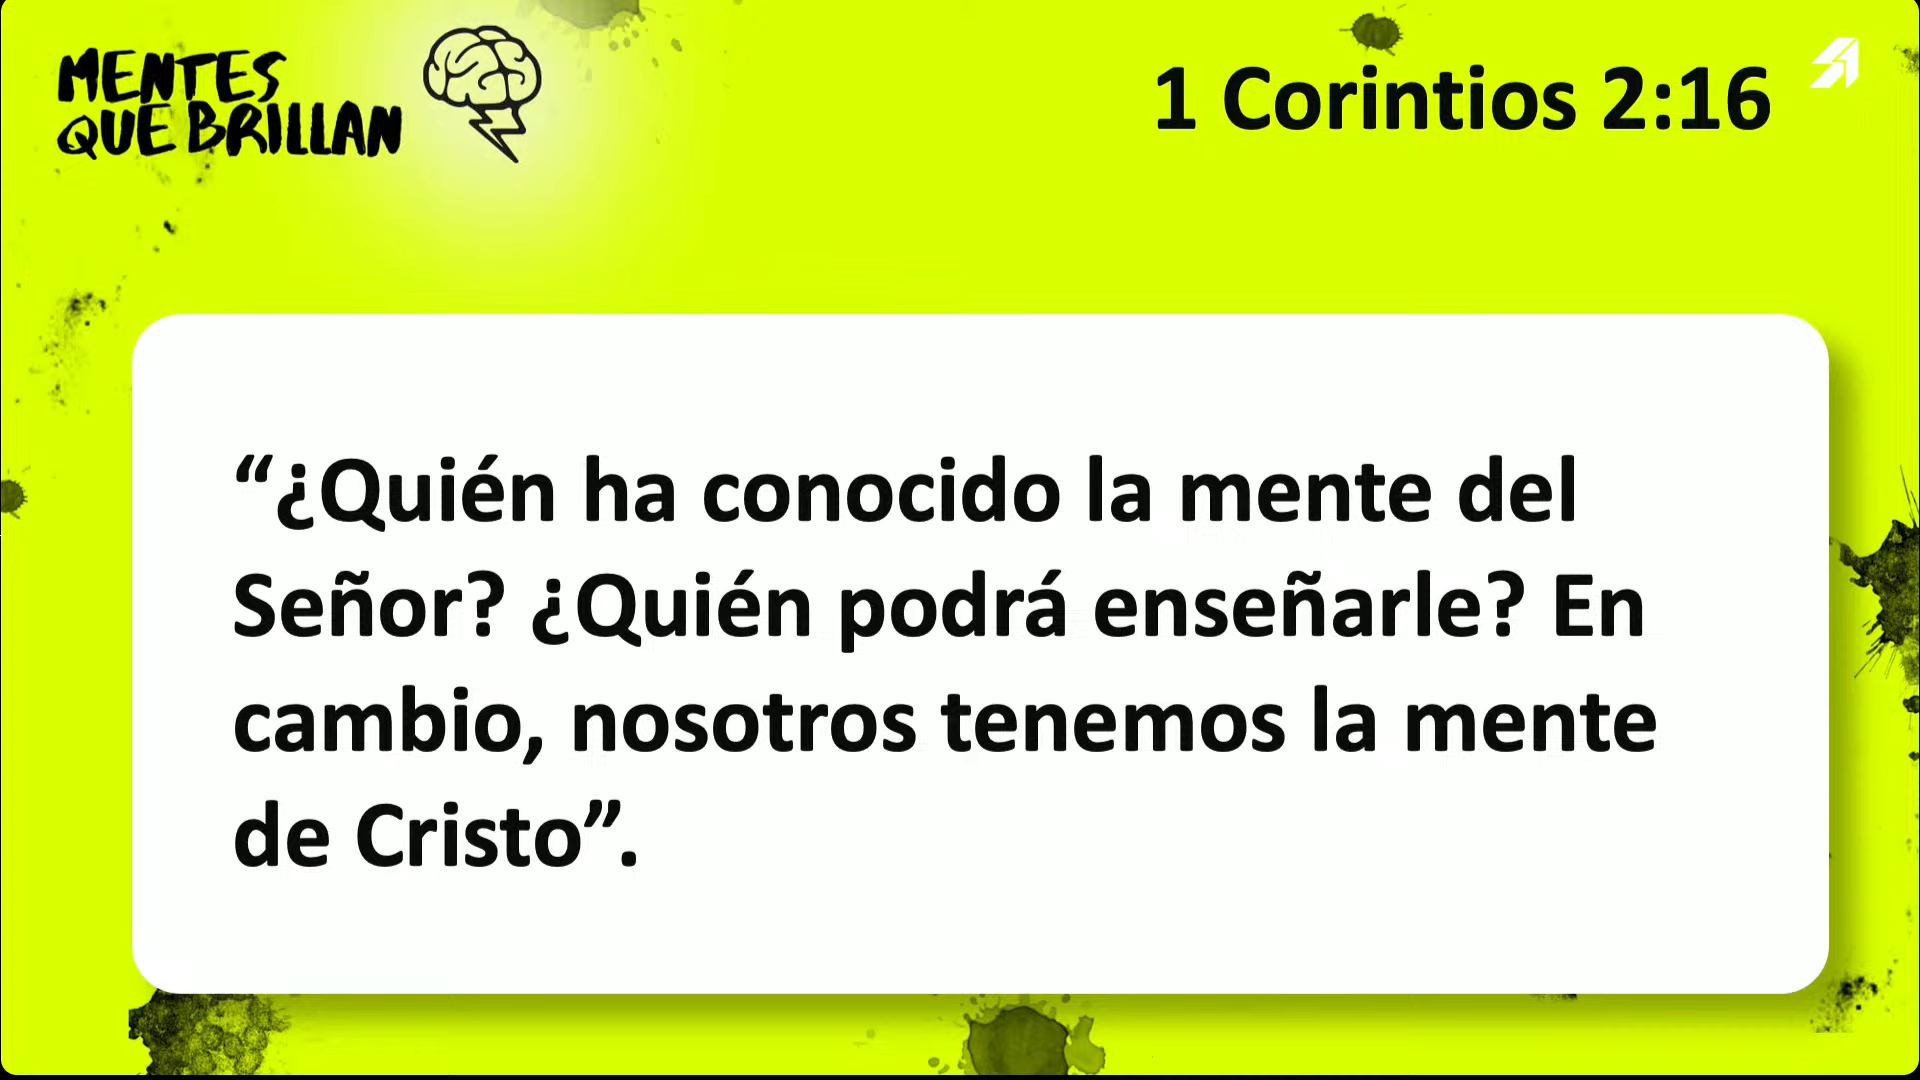 MENTES
QUE BRILLAN
1 Corintios 2:16
“¿Quién ha conocido la mente del
Señor? ¿Quién podrá enseñarle? En
cambio, nosotros tenemos la mente
de Cristo”.